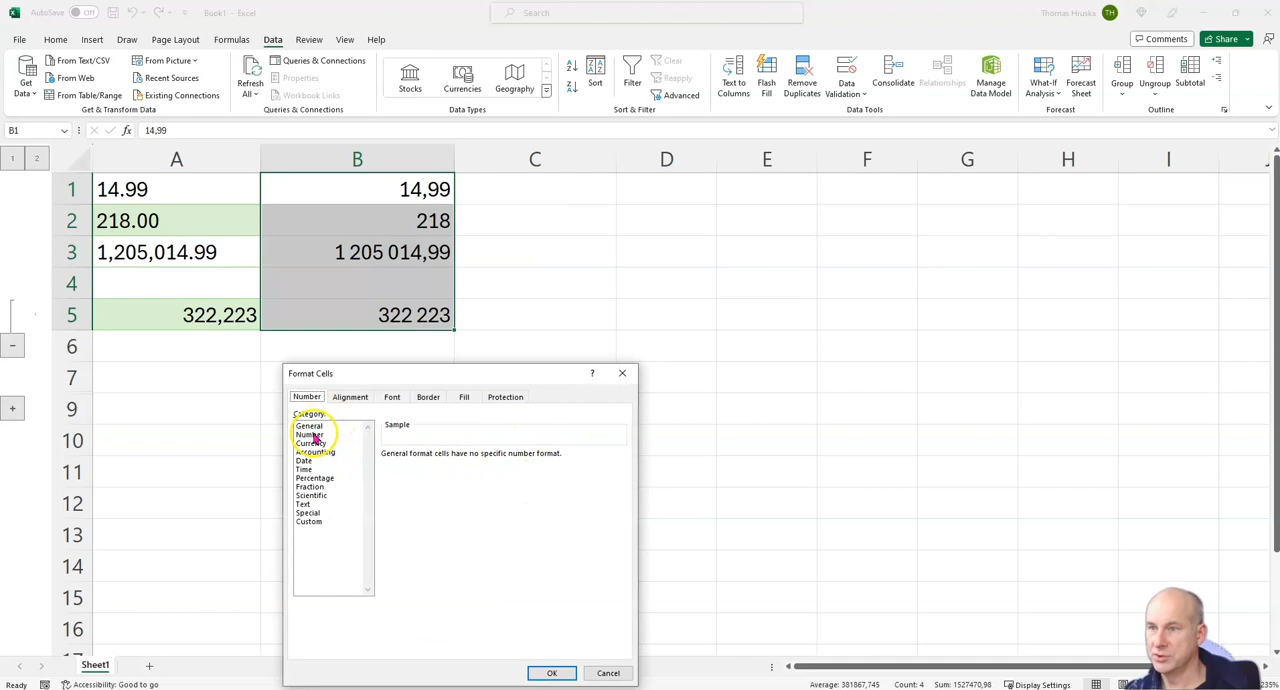 AutoSave Off Book1 - Excel Search Thomas Hruska TH
File Home Insert Draw Page Layout Formulas Data Review View Help Comments Share
Get Data From Text/CSV From Picture Refresh All Queries & Connections Stocks Currencies Geography Sort Filter Clear Text to Columns Flash Fill Remove Duplicates Data Validation Consolidate Relationships Manage Data Model What-If Analysis Forecast Sheet Group Ungroup Subtotal
From Web Recent Sources Properties Reapply
From Table/Range Existing Connections Workbook Links Advanced
Get & Transform Data Queries & Connections Data Types Sort & Filter Data Tools Forecast Outline
B1 fx 14,99
1 2 A B C D E F G H I
1 14.99 14,99
2 218.00 218
3 1,205,014.99 1 205 014,99
4
5 322,223 322 223
6
7
Format Cells ?
9
Number Alignment Font Border Fill Protection
Category:
General
Number
Currency
Accounting
Date
Time
Percentage
Fraction
Scientific
Text
Special
Custom
Sample
General format cells have no specific number format.
10
11
12
13
14
15
16
OK Cancel
Sheet1
Ready Accessibility: Good to go Average: 381867,745 Count: 4 Sum: 1527470,98 Display Settings 235%